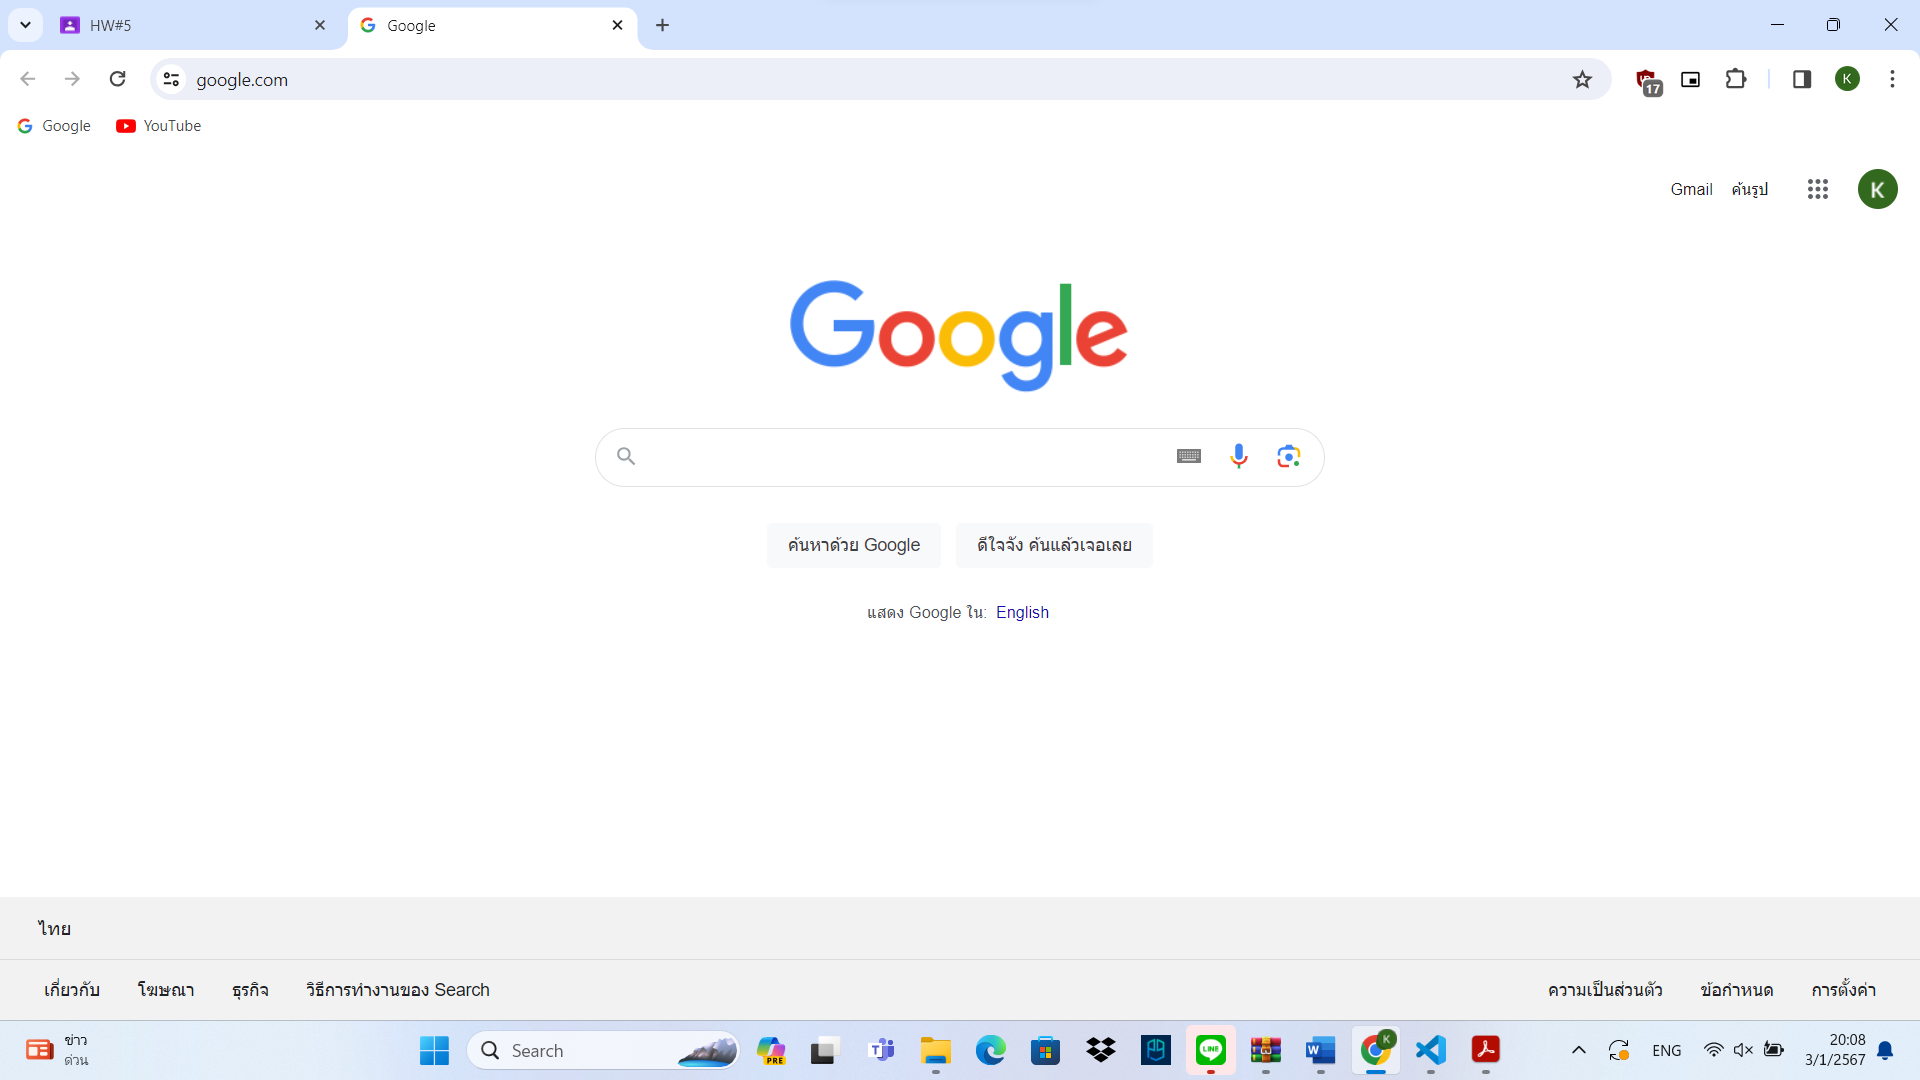 HW#5
Google
google.com
17
K
Google
YouTube
Gmail
ค้นรูป
K
Google
ค้นหาด้วย Google
ดีใจจัง ค้นแล้วเจอเลย
แสดง Google ใน: English
ไทย
เกี่ยวกับ
โฆษณา
ธุรกิจ
วิธีการทำงานของ Search
ความเป็นส่วนตัว
ข้อกำหนด
การตั้งค่า
ข่าว
ด่วน
Search
PRE
LINE
W
K
ENG
20:08
3/1/2567